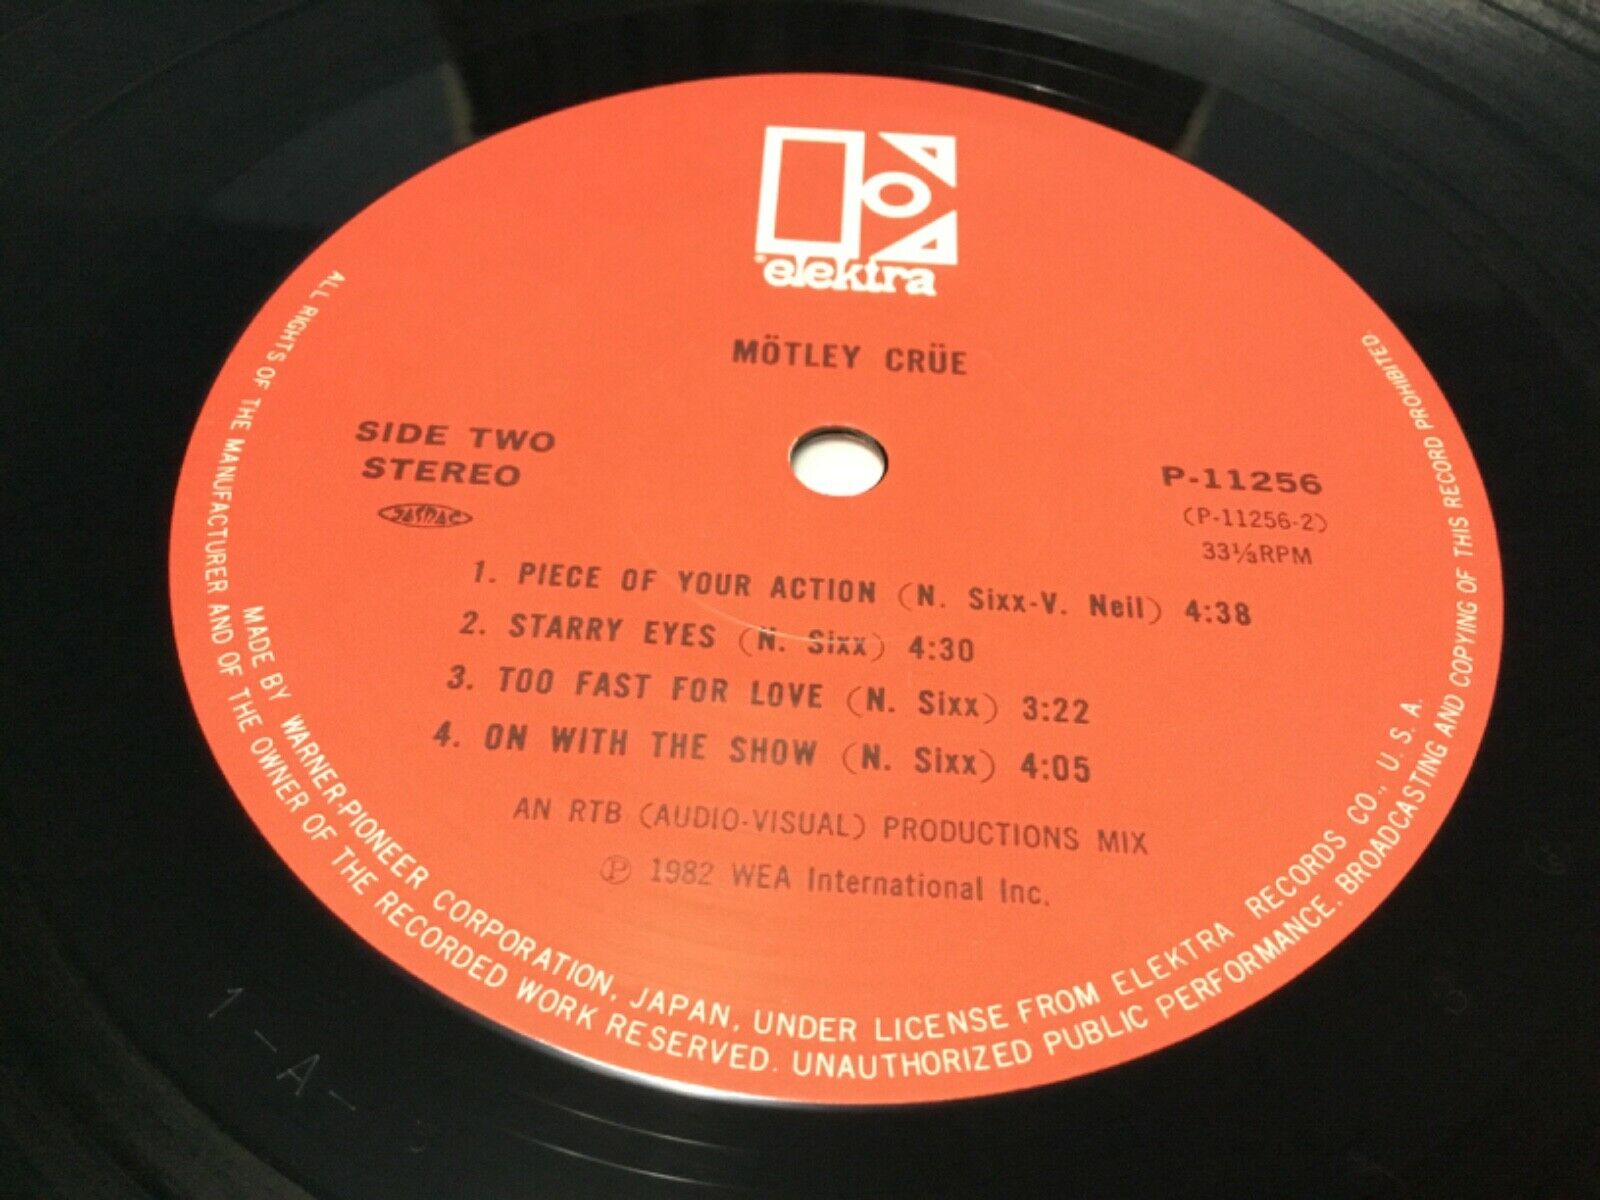 elektra
MÖTLEY CRÜE
SIDE TWO
STEREO
JASRAC
P-11256
(P-11256-2)
33⅓RPM
1. PIECE OF YOUR ACTION (N. Sixx-V. Neil) 4:38
2. STARRY EYES (N. Sixx) 4:30
3. TOO FAST FOR LOVE (N. Sixx) 3:22
4. ON WITH THE SHOW (N. Sixx) 4:05
AN RTB (AUDIO-VISUAL) PRODUCTIONS MIX
Ⓟ 1982 WEA International Inc.
MADE BY WARNER-PIONEER CORPORATION, JAPAN, UNDER LICENSE FROM ELEKTRA RECORDS CO., U. S. A.
ALL RIGHTS OF THE MANUFACTURER AND OF THE OWNER OF THE RECORDED WORK RESERVED. UNAUTHORIZED PUBLIC PERFORMANCE, BROADCASTING AND COPYING OF THIS RECORD PROHIBITED.
1-A-